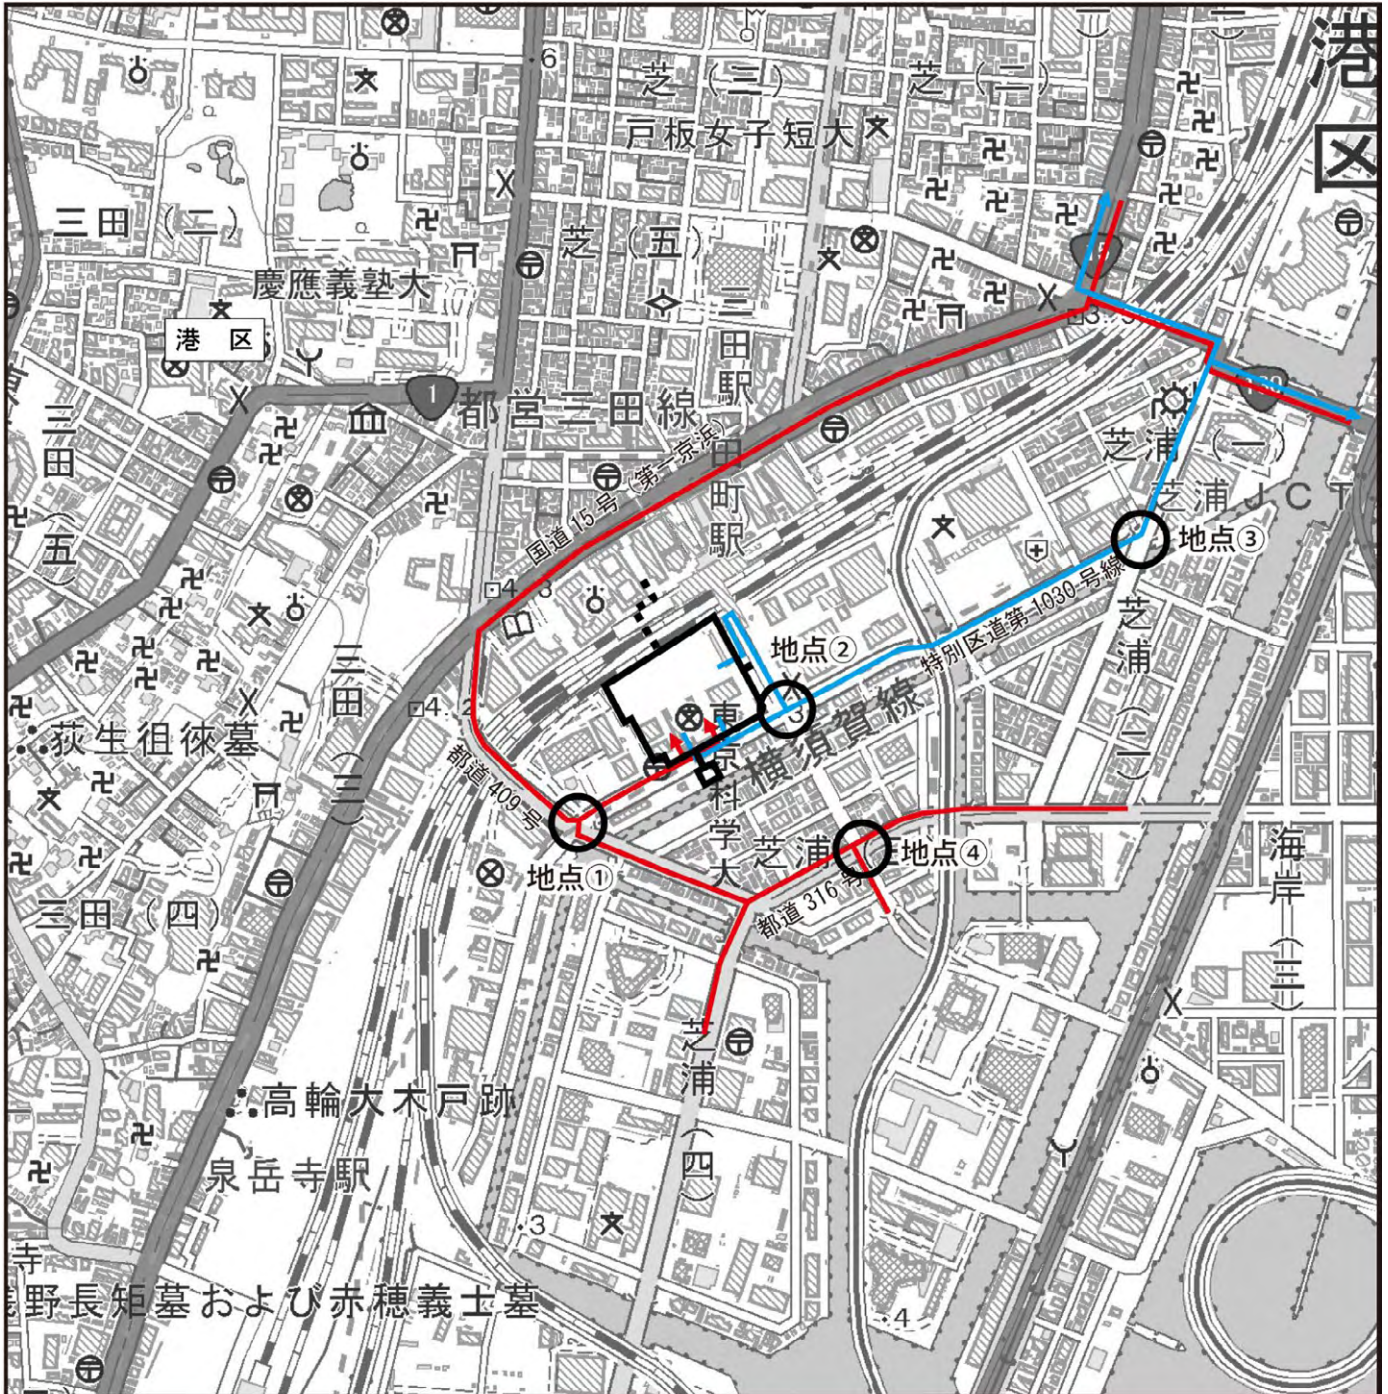 港区
.6
芝(三)
芝(二)
戸板女子短大
三田(二)
芝(五)
慶應義塾大
港 区
1
都営三田線
三田駅
田町駅
国道15号(第一京浜)
三田(五)
芝浦(一)
芝浦JCT
地点③
特別区道第1030号線
地点②
芝浦(二)
三田(三)
荻生徂徠墓
都道409号
横須賀線
東京科学大
地点①
芝浦
地点④
都道316号
海岸(三)
三田(四)
芝浦(四)
高輪大木戸跡
泉岳寺駅
.3
寺
野長矩墓および赤穂義士墓
.4